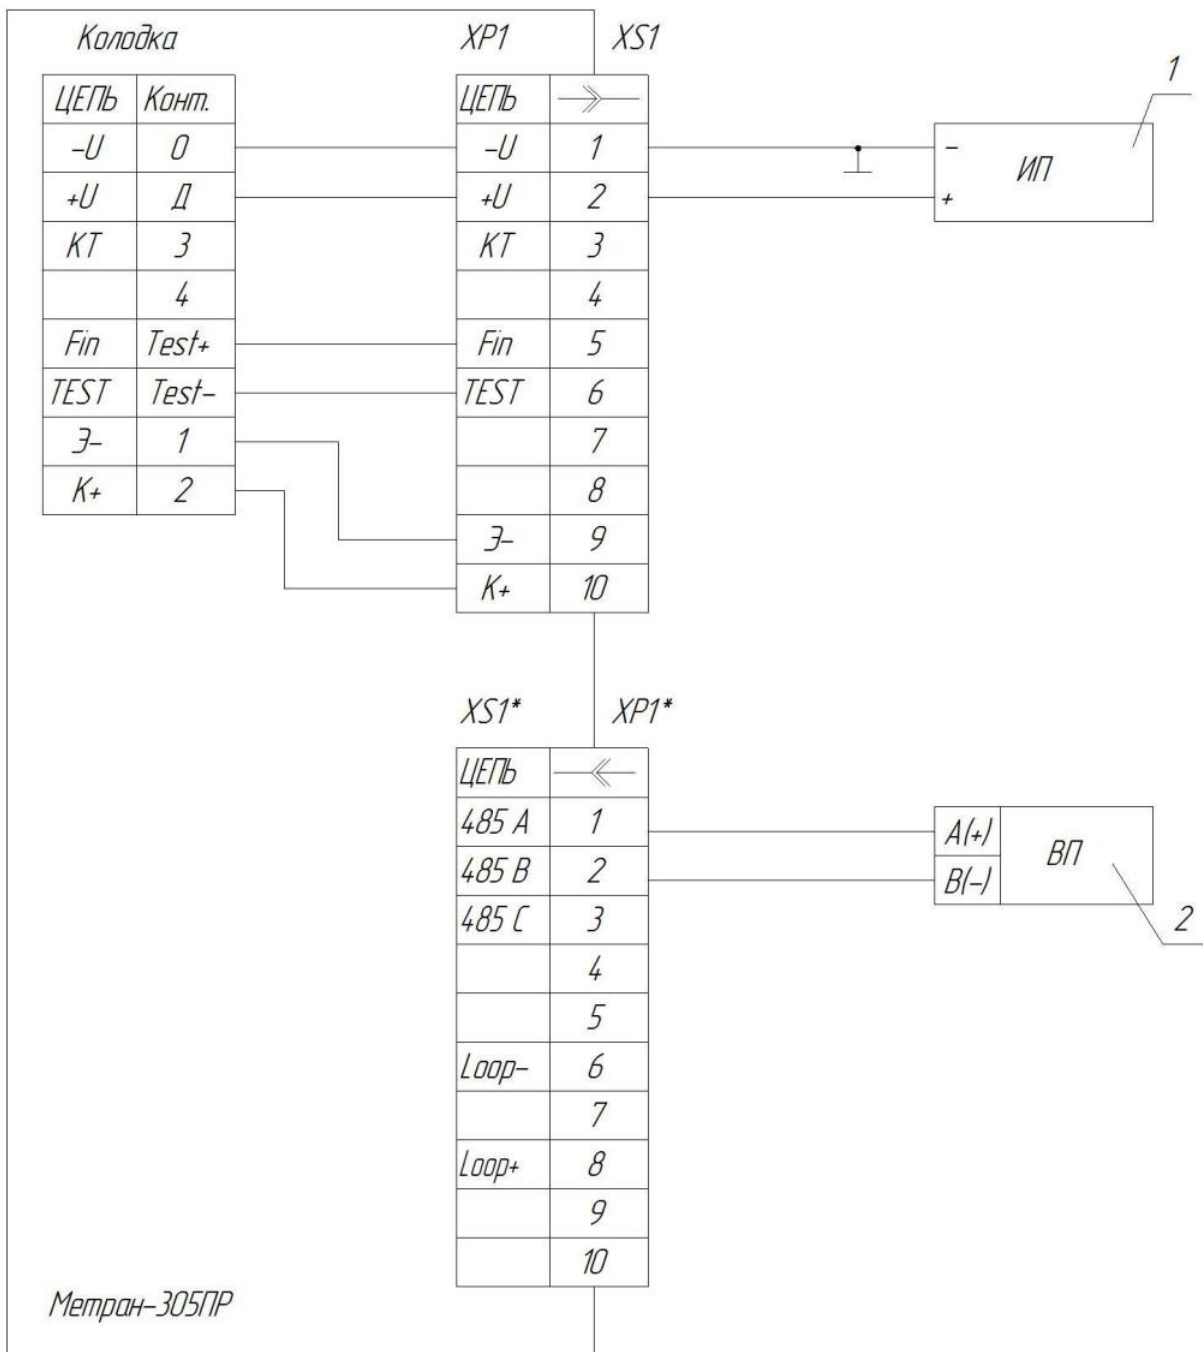 Колодка XP1 XS1
1
ЦЕПЬ Конт. ЦЕПЬ
-U 0 -U 1 - ИП
+U Д +U 2 +
КТ 3 КТ 3
4 4
Fin Test+ Fin 5
TEST Test- TEST 6
Э- 1 7
К+ 2 8
Э- 9
К+ 10
XS1* XP1*
ЦЕПЬ
485 A 1 A(+) ВП
485 B 2 B(-)
485 C 3 2
4
5
Loop- 6
7
Loop+ 8
9
10
Метран-305ПР